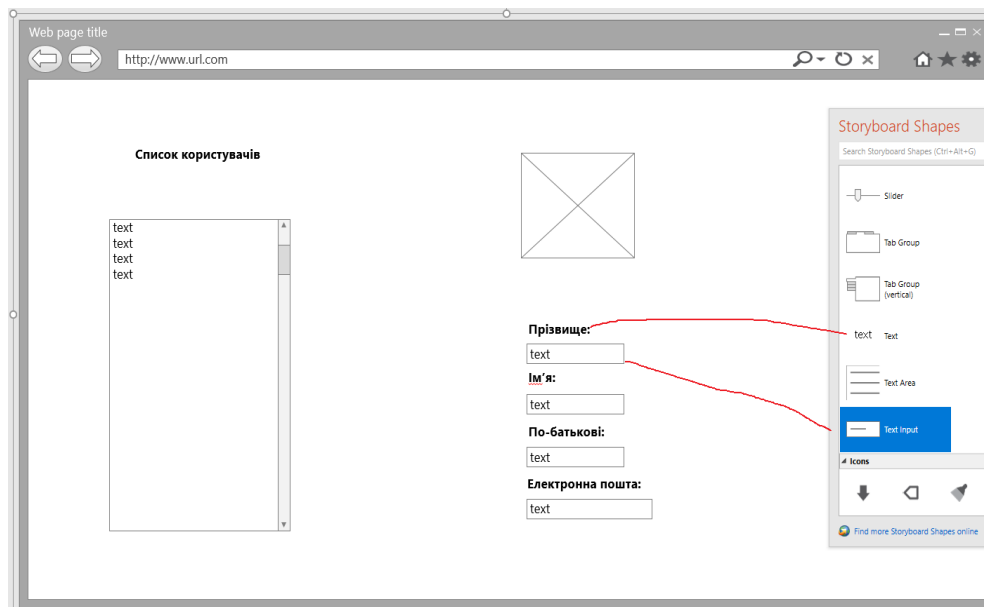 Web page title
http://www.url.com
Список користувачів
text
text
text
text
Прізвище:
text
Ім’я:
text
По-батькові:
text
Електронна пошта:
text
Storyboard Shapes
Search Storyboard Shapes (Ctrl+Alt+G)
Slider
Tab Group
Tab Group
(vertical)
text Text
Text Area
Text Input
Icons
Find more Storyboard Shapes online